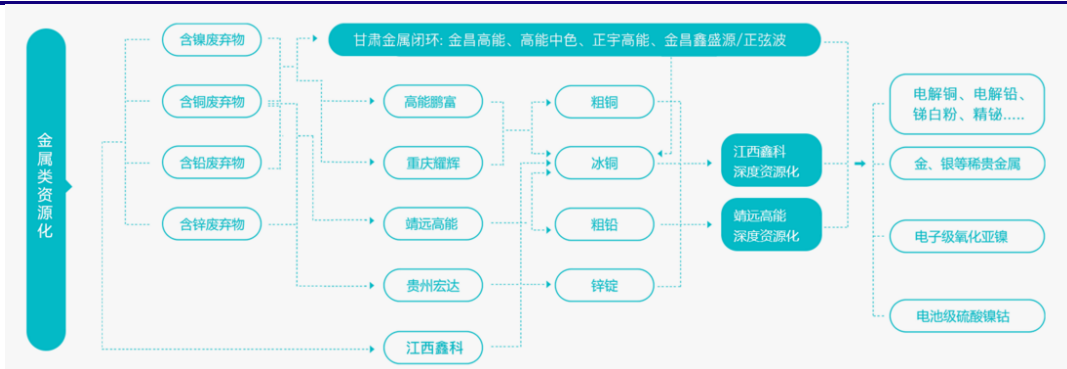 金属类资源化
含镍废弃物
含铜废弃物
含铅废弃物
含锌废弃物
甘肃金属闭环: 金昌高能、高能中色、正宇高能、金昌鑫盛源/正弦波
高能鹏富
重庆耀辉
靖远高能
贵州宏达
江西鑫科
粗铜
冰铜
粗铅
锌锭
江西鑫科
深度资源化
靖远高能
深度资源化
电解铜、电解铅、
锑白粉、精铋.....
金、银等稀贵金属
电子级氧化亚镍
电池级硫酸镍钴